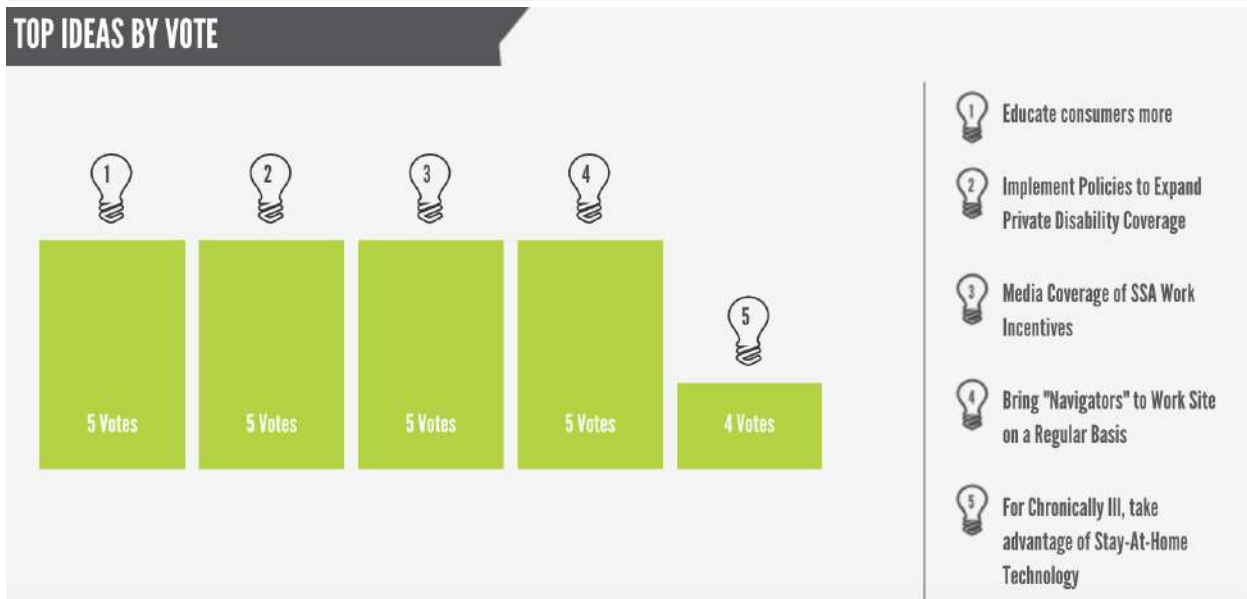 TOP IDEAS BY VOTE
1
2
3
4
5
5 Votes
5 Votes
5 Votes
5 Votes
4 Votes
1
Educate consumers more
2
Implement Policies to Expand
Private Disability Coverage
3
Media Coverage of SSA Work
Incentives
4
Bring "Navigators" to Work Site
on a Regular Basis
5
For Chronically Ill, take
advantage of Stay-At-Home
Technology